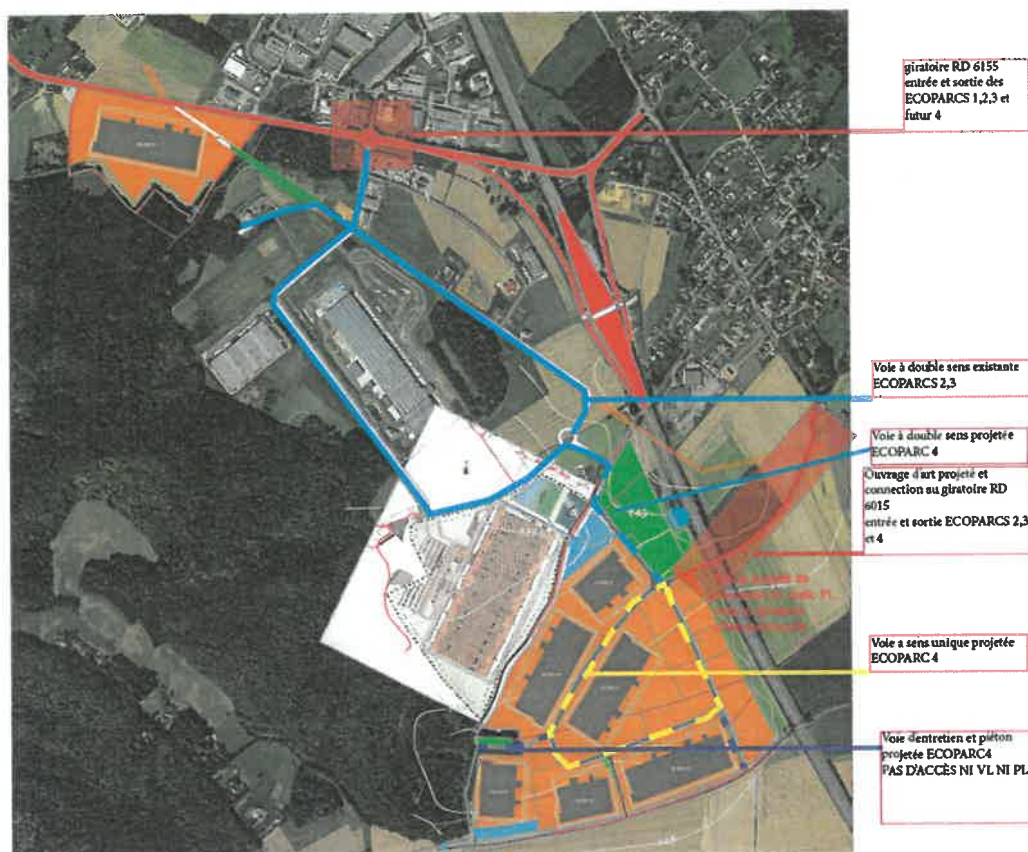 giratoire RD 6155
entrée et sortie des
ECOPARCS 1,2,3 et
futur 4
Voie à double sens existante
ECOPARCS 2,3
Voie à double sens projetée
ECOPARC 4
Ouvrage d'art projeté et
connection au giratoire RD
6015
entrée et sortie ECOPARCS 2,3
et 4
Voie a sens unique projetée
ECOPARC 4
Voie d'entretien et piéton
projetée ECOPARC4
PAS D'ACCÈS NI VL NI PL